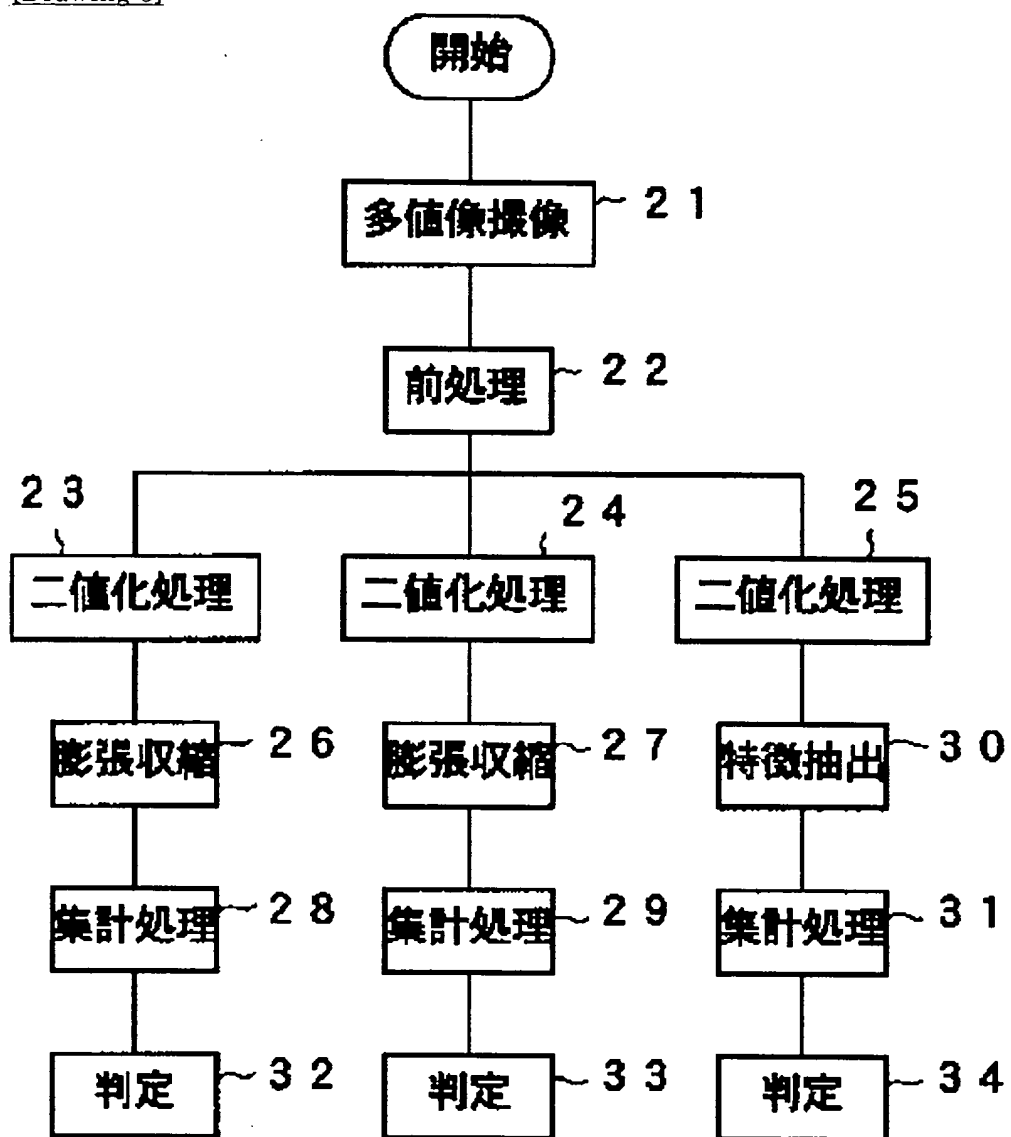 開始
多値像撮像
21
前処理
22
23
24
25
二値化処理
二値化処理
二値化処理
膨張収縮
26
膨張収縮
27
特徴抽出
30
集計処理
28
集計処理
29
集計処理
31
判定
32
判定
33
判定
34